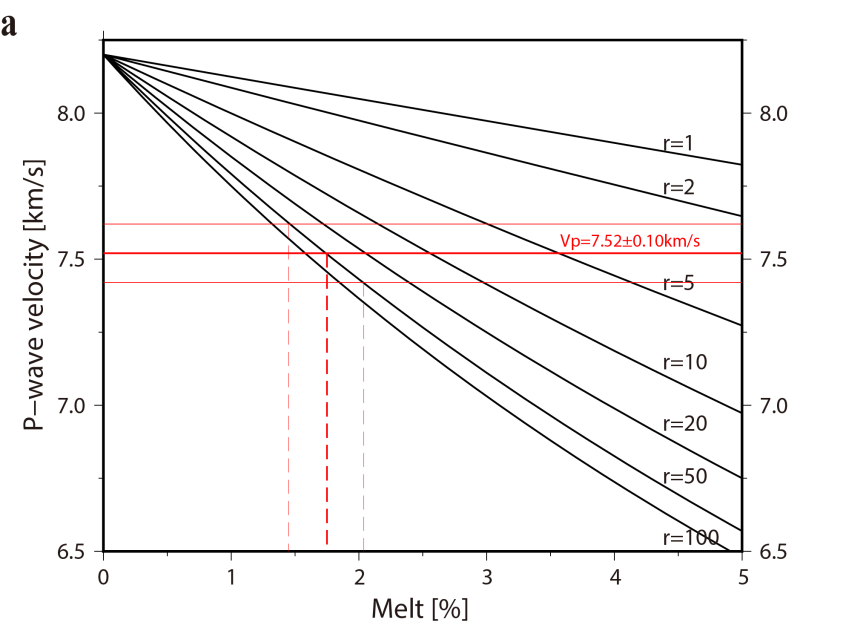 a
P−wave velocity [km/s]
8.0
7.5
7.0
6.5
8.0
7.5
7.0
6.5
r=1
r=2
Vp=7.52±0.10km/s
r=5
r=10
r=20
r=50
r=100
0 1 2 3 4 5
Melt [%]